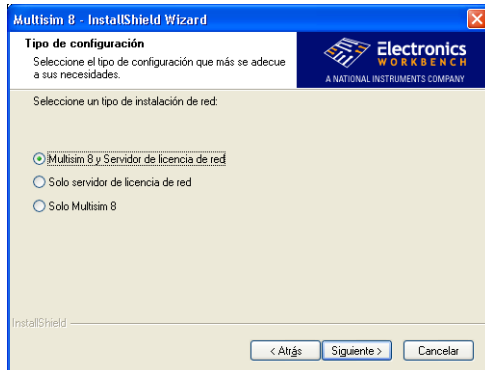 Multisim 8 - InstallShield Wizard
Tipo de configuración
Seleccione el tipo de configuración que más se adecue
a sus necesidades.
Electronics
WORKBENCH
A NATIONAL INSTRUMENTS COMPANY
Seleccione un tipo de instalación de red:
Multisim 8 y Servidor de licencia de red
Solo servidor de licencia de red
Solo Multisim 8
InstallShield
< Atrás
Siguiente >
Cancelar